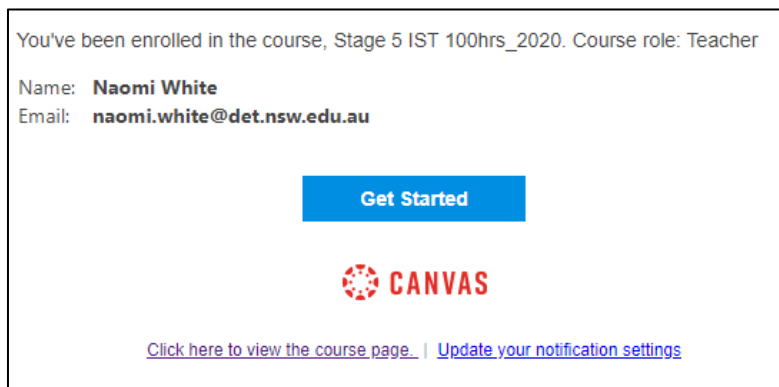 You've been enrolled in the course, Stage 5 IST 100hrs_2020. Course role: Teacher
Name: Naomi White
Email: naomi.white@det.nsw.edu.au
Get Started
CANVAS
Click here to view the course page. | Update your notification settings